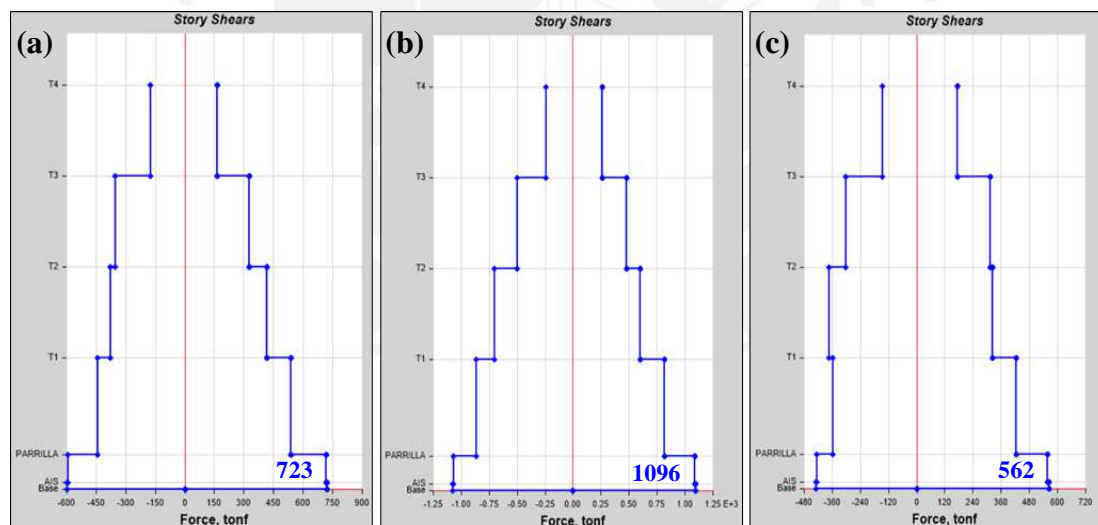 Story Shears
(a)
T4
T3
T2
T1
PARRILLA
AIS
Base
723
-600 -450 -300 -150 0 150 300 450 600 750 900
Force, tonf
Story Shears
(b)
T4
T3
T2
T1
PARRILLA
AIS
Base
1096
-1.25 -1.00 -0.75 -0.50 -0.25 0.00 0.25 0.50 0.75 1.00 1.25 E+3
Force, tonf
Story Shears
(c)
T4
T3
T2
T1
PARRILLA
AIS
Base
562
-480 -360 -240 -120 0 120 240 360 480 600 720
Force, tonf